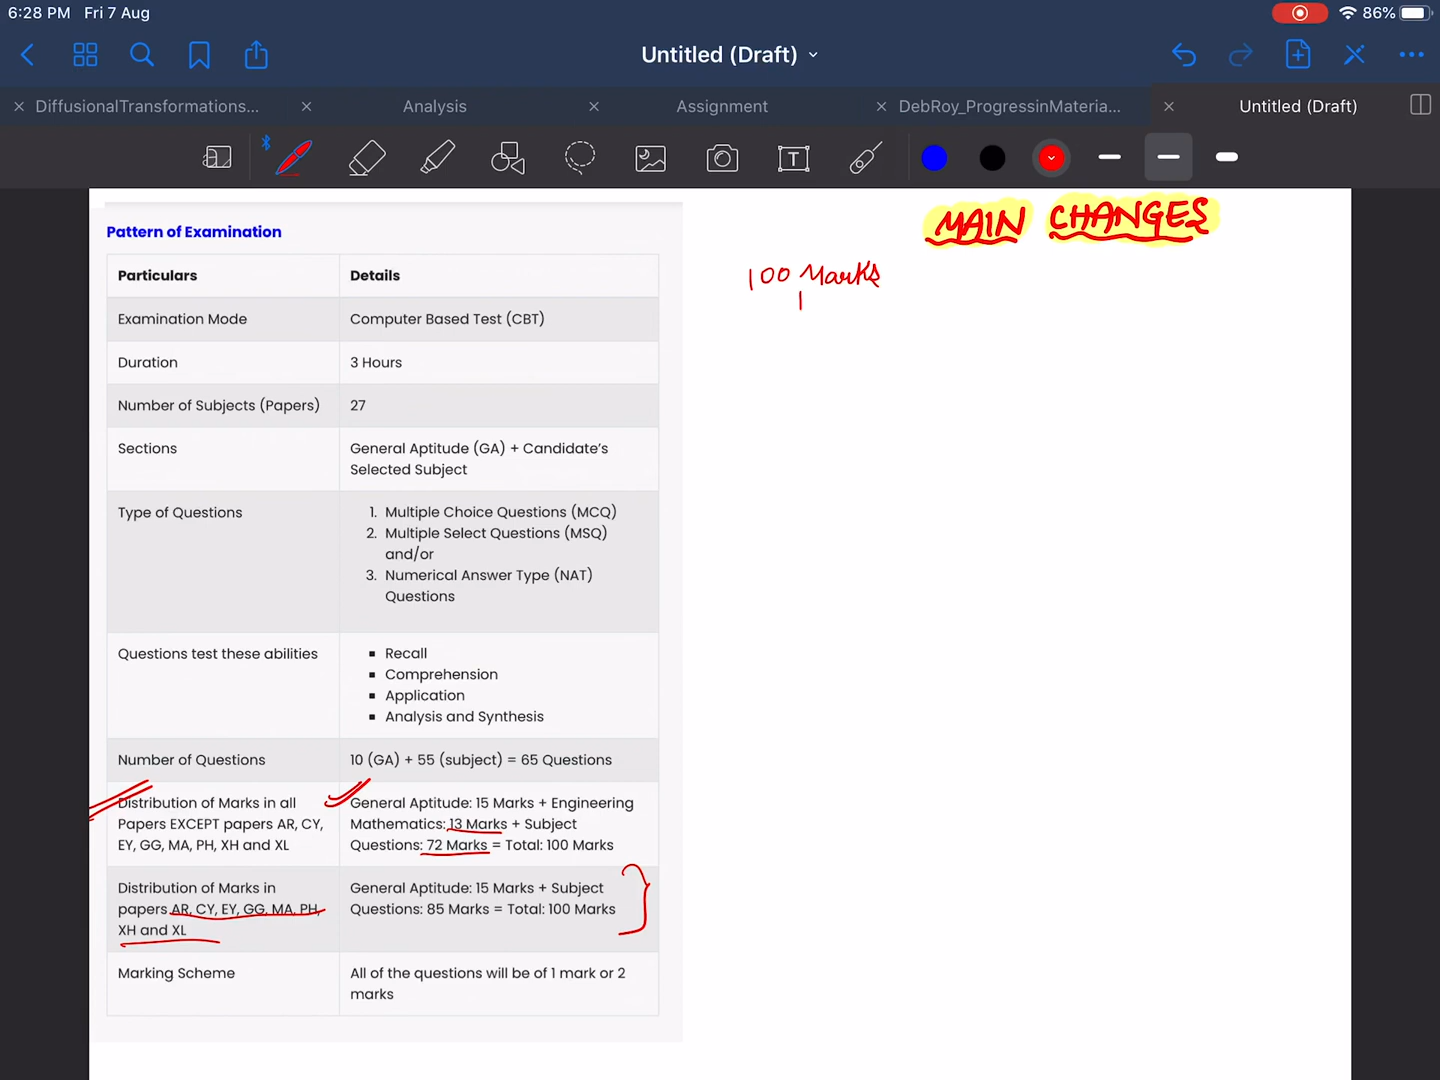 6:28 PM Fri 7 Aug
86%
Untitled (Draft)
DiffusionalTransformations...
Analysis
Assignment
DebRoy_ProgressinMateria...
Untitled (Draft)
T
MAIN CHANGES
Pattern of Examination
100 Marks
Particulars Details
Examination Mode Computer Based Test (CBT)
Duration 3 Hours
Number of Subjects (Papers) 27
Sections General Aptitude (GA) + Candidate's
Selected Subject
Type of Questions 1. Multiple Choice Questions (MCQ)
2. Multiple Select Questions (MSQ)
and/or
3. Numerical Answer Type (NAT)
Questions
Questions test these abilities ▪ Recall
▪ Comprehension
▪ Application
▪ Analysis and Synthesis
Number of Questions 10 (GA) + 55 (subject) = 65 Questions
Distribution of Marks in all
Papers EXCEPT papers AR, CY,
EY, GG, MA, PH, XH and XL
General Aptitude: 15 Marks + Engineering
Mathematics: 13 Marks + Subject
Questions: 72 Marks = Total: 100 Marks
Distribution of Marks in
papers AR, CY, EY, GG, MA, PH,
XH and XL
General Aptitude: 15 Marks + Subject
Questions: 85 Marks = Total: 100 Marks
Marking Scheme All of the questions will be of 1 mark or 2
marks